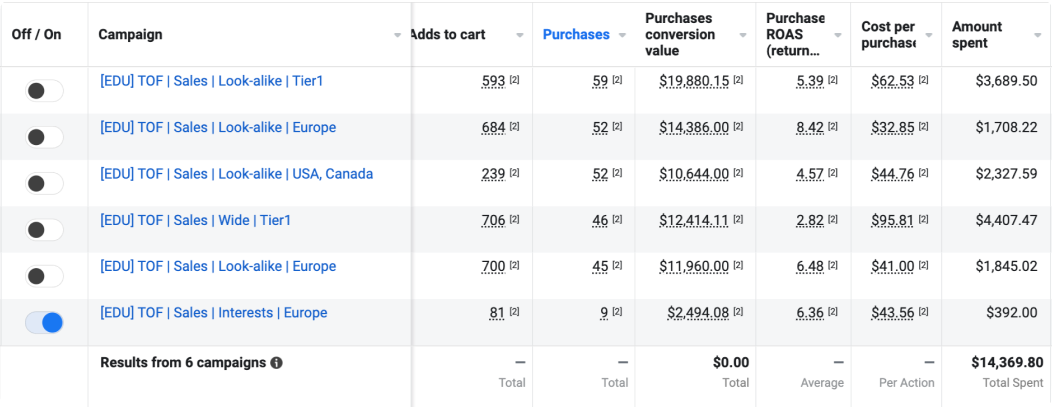 Off / On Campaign Adds to cart Purchases Purchases conversion value Purchase ROAS (return... Cost per purchase Amount spent
[EDU] TOF | Sales | Look-alike | Tier1 593 [2] 59 [2] $19,880.15 [2] 5.39 [2] $62.53 [2] $3,689.50
[EDU] TOF | Sales | Look-alike | Europe 684 [2] 52 [2] $14,386.00 [2] 8.42 [2] $32.85 [2] $1,708.22
[EDU] TOF | Sales | Look-alike | USA, Canada 239 [2] 52 [2] $10,644.00 [2] 4.57 [2] $44.76 [2] $2,327.59
[EDU] TOF | Sales | Wide | Tier1 706 [2] 46 [2] $12,414.11 [2] 2.82 [2] $95.81 [2] $4,407.47
[EDU] TOF | Sales | Look-alike | Europe 700 [2] 45 [2] $11,960.00 [2] 6.48 [2] $41.00 [2] $1,845.02
[EDU] TOF | Sales | Interests | Europe 81 [2] 9 [2] $2,494.08 [2] 6.36 [2] $43.56 [2] $392.00
Results from 6 campaigns — — $0.00 — — $14,369.80
Total Total Total Average Per Action Total Spent